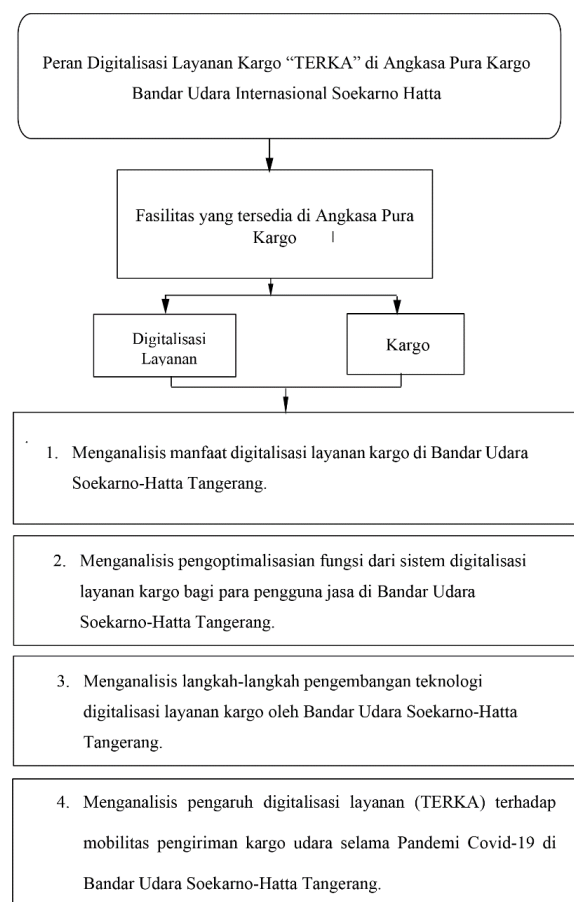 Peran Digitalisasi Layanan Kargo “TERKA” di Angkasa Pura Kargo
Bandar Udara Internasional Soekarno Hatta
Fasilitas yang tersedia di Angkasa Pura
Kargo
Digitalisasi
Layanan
Kargo
1. Menganalisis manfaat digitalisasi layanan kargo di Bandar Udara
Soekarno-Hatta Tangerang.
2. Menganalisis pengoptimalisasian fungsi dari sistem digitalisasi
layanan kargo bagi para pengguna jasa di Bandar Udara
Soekarno-Hatta Tangerang.
3. Menganalisis langkah-langkah pengembangan teknologi
digitalisasi layanan kargo oleh Bandar Udara Soekarno-Hatta
Tangerang.
4. Menganalisis pengaruh digitalisasi layanan (TERKA) terhadap
mobilitas pengiriman kargo udara selama Pandemi Covid-19 di
Bandar Udara Soekarno-Hatta Tangerang.